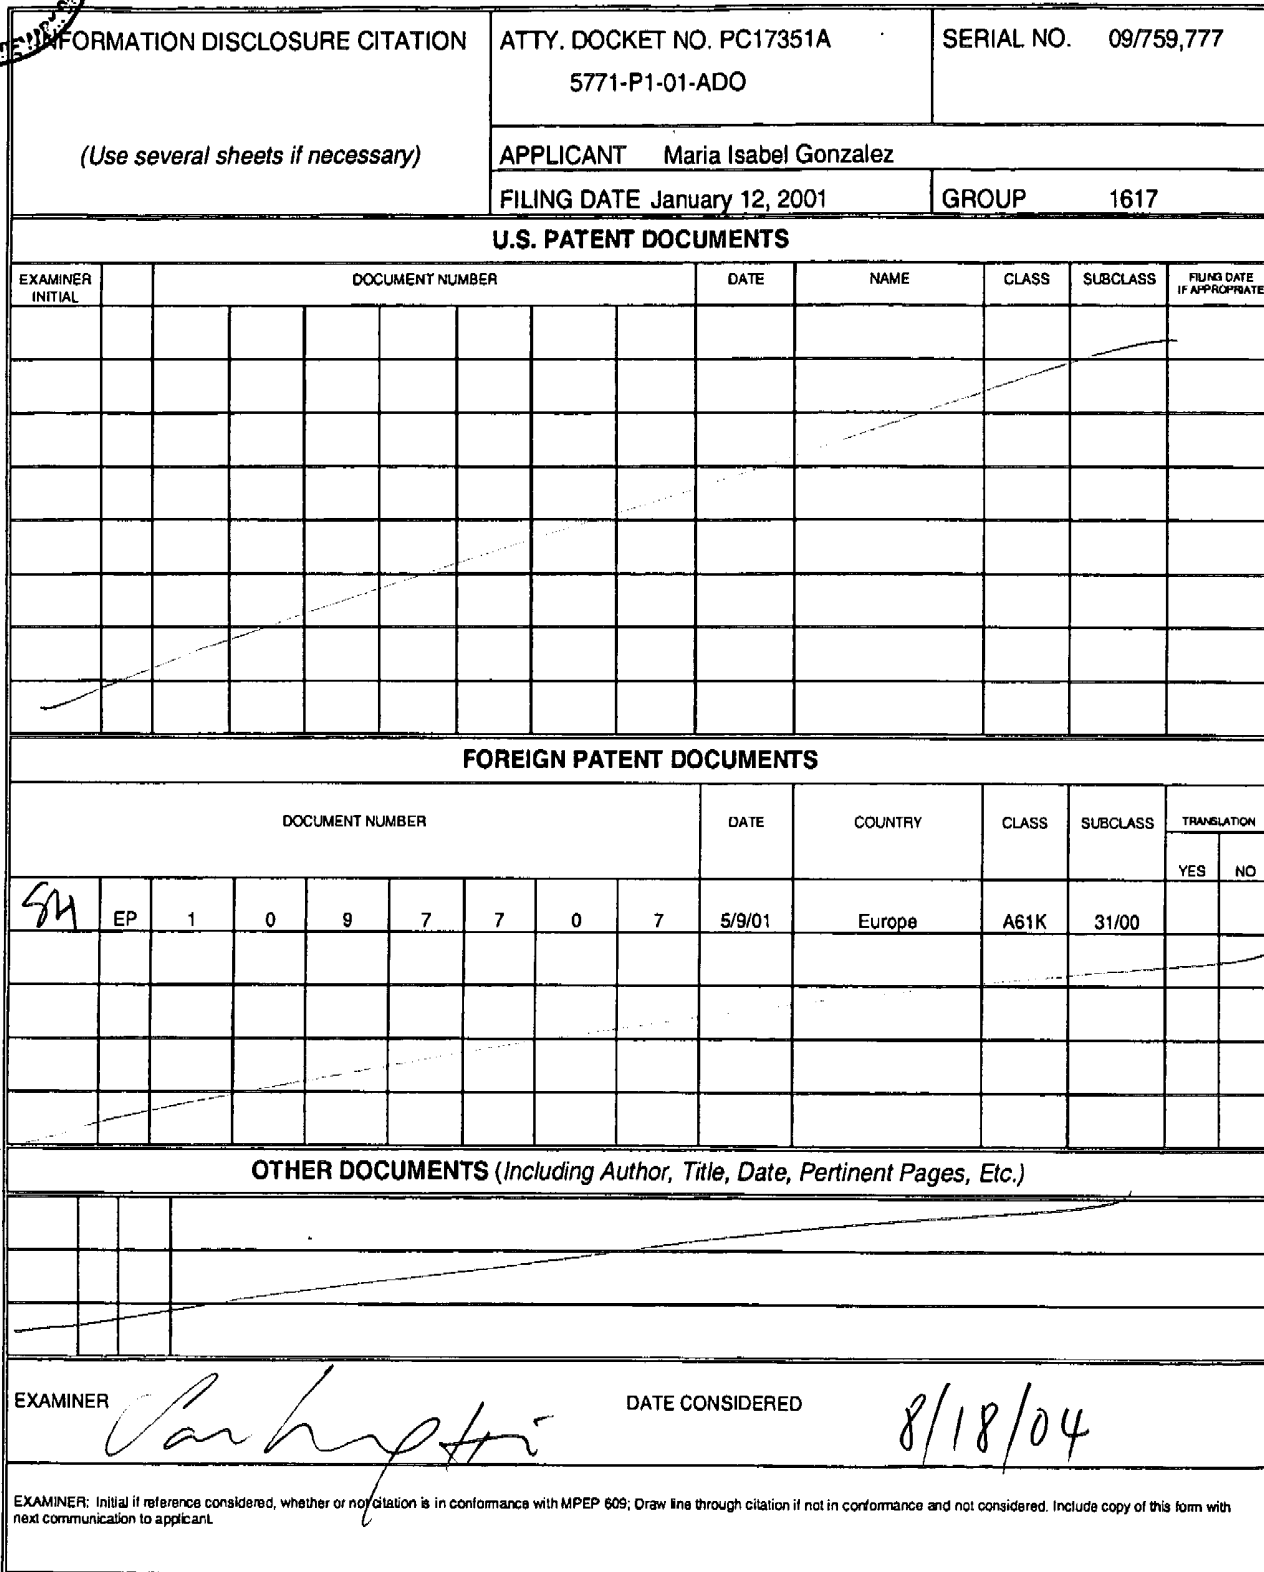 INFORMATION DISCLOSURE CITATION
(Use several sheets if necessary)
ATTY. DOCKET NO. PC17351A
5771-P1-01-ADO
SERIAL NO. 09/759,777
APPLICANT Maria Isabel Gonzalez
FILING DATE January 12, 2001
GROUP 1617
U.S. PATENT DOCUMENTS
EXAMINER INITIAL DOCUMENT NUMBER DATE NAME CLASS SUBCLASS FILING DATE IF APPROPRIATE
FOREIGN PATENT DOCUMENTS
DOCUMENT NUMBER DATE COUNTRY CLASS SUBCLASS TRANSLATION
YES NO
SH EP 1 0 9 7 7 0 7 5/9/01 Europe A61K 31/00
OTHER DOCUMENTS (Including Author, Title, Date, Pertinent Pages, Etc.)
EXAMINER DATE CONSIDERED 8/18/04
EXAMINER: Initial if reference considered, whether or not citation is in conformance with MPEP 609; Draw line through citation if not in conformance and not considered. Include copy of this form with
next communication to applicant.